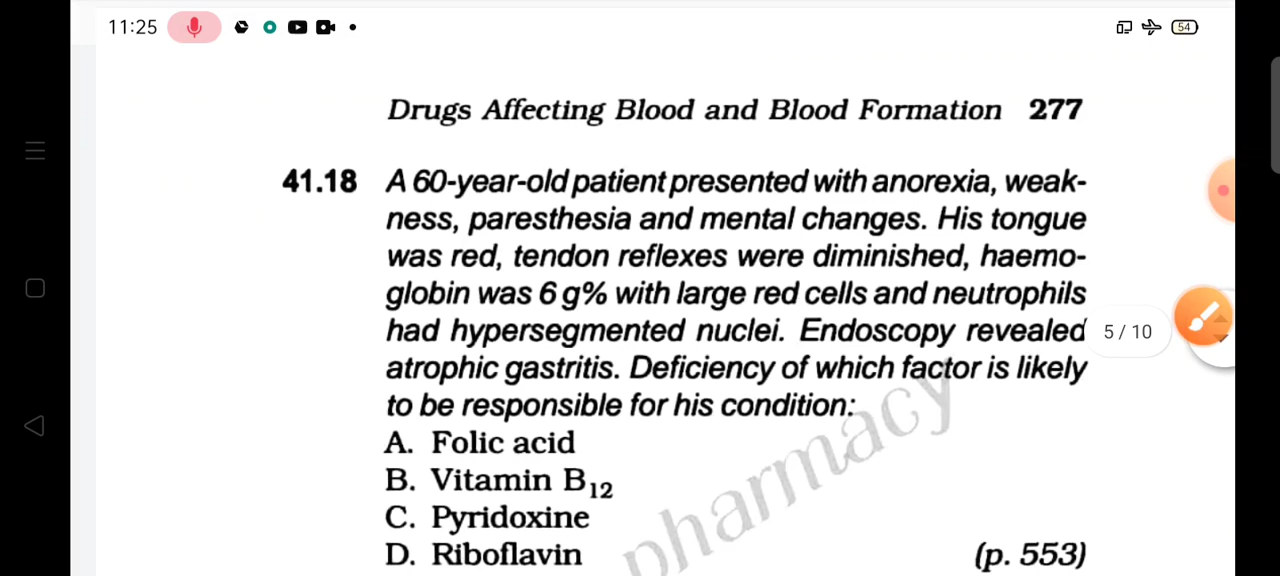 11:25
54
Drugs Affecting Blood and Blood Formation 277
41.18 A 60-year-old patient presented with anorexia, weak-
ness, paresthesia and mental changes. His tongue
was red, tendon reflexes were diminished, haemo-
globin was 6 g% with large red cells and neutrophils
had hypersegmented nuclei. Endoscopy revealed
5 / 10
atrophic gastritis. Deficiency of which factor is likely
to be responsible for his condition:
A. Folic acid
B. Vitamin B12
C. Pyridoxine
D. Riboflavin (p. 553)
pharmacy